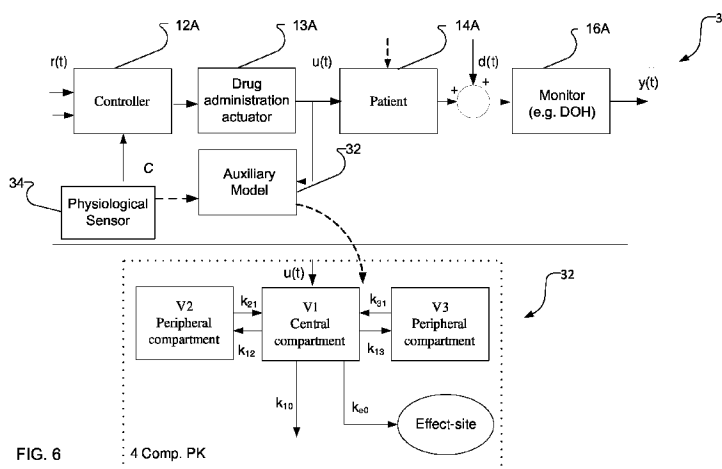 12A
13A
14A
16A
3
r(t)
u(t)
d(t)
y(t)
Controller
Drug
administration
actuator
Patient
+
+
Monitor
(e.g. DOH)
C
32
34
Physiological
Sensor
Auxiliary
Model
u(t)
32
V2
Peripheral
compartment
k21
k12
V1
Central
compartment
k31
k13
V3
Peripheral
compartment
k10
ke0
Effect-site
FIG. 6
4 Comp. PK